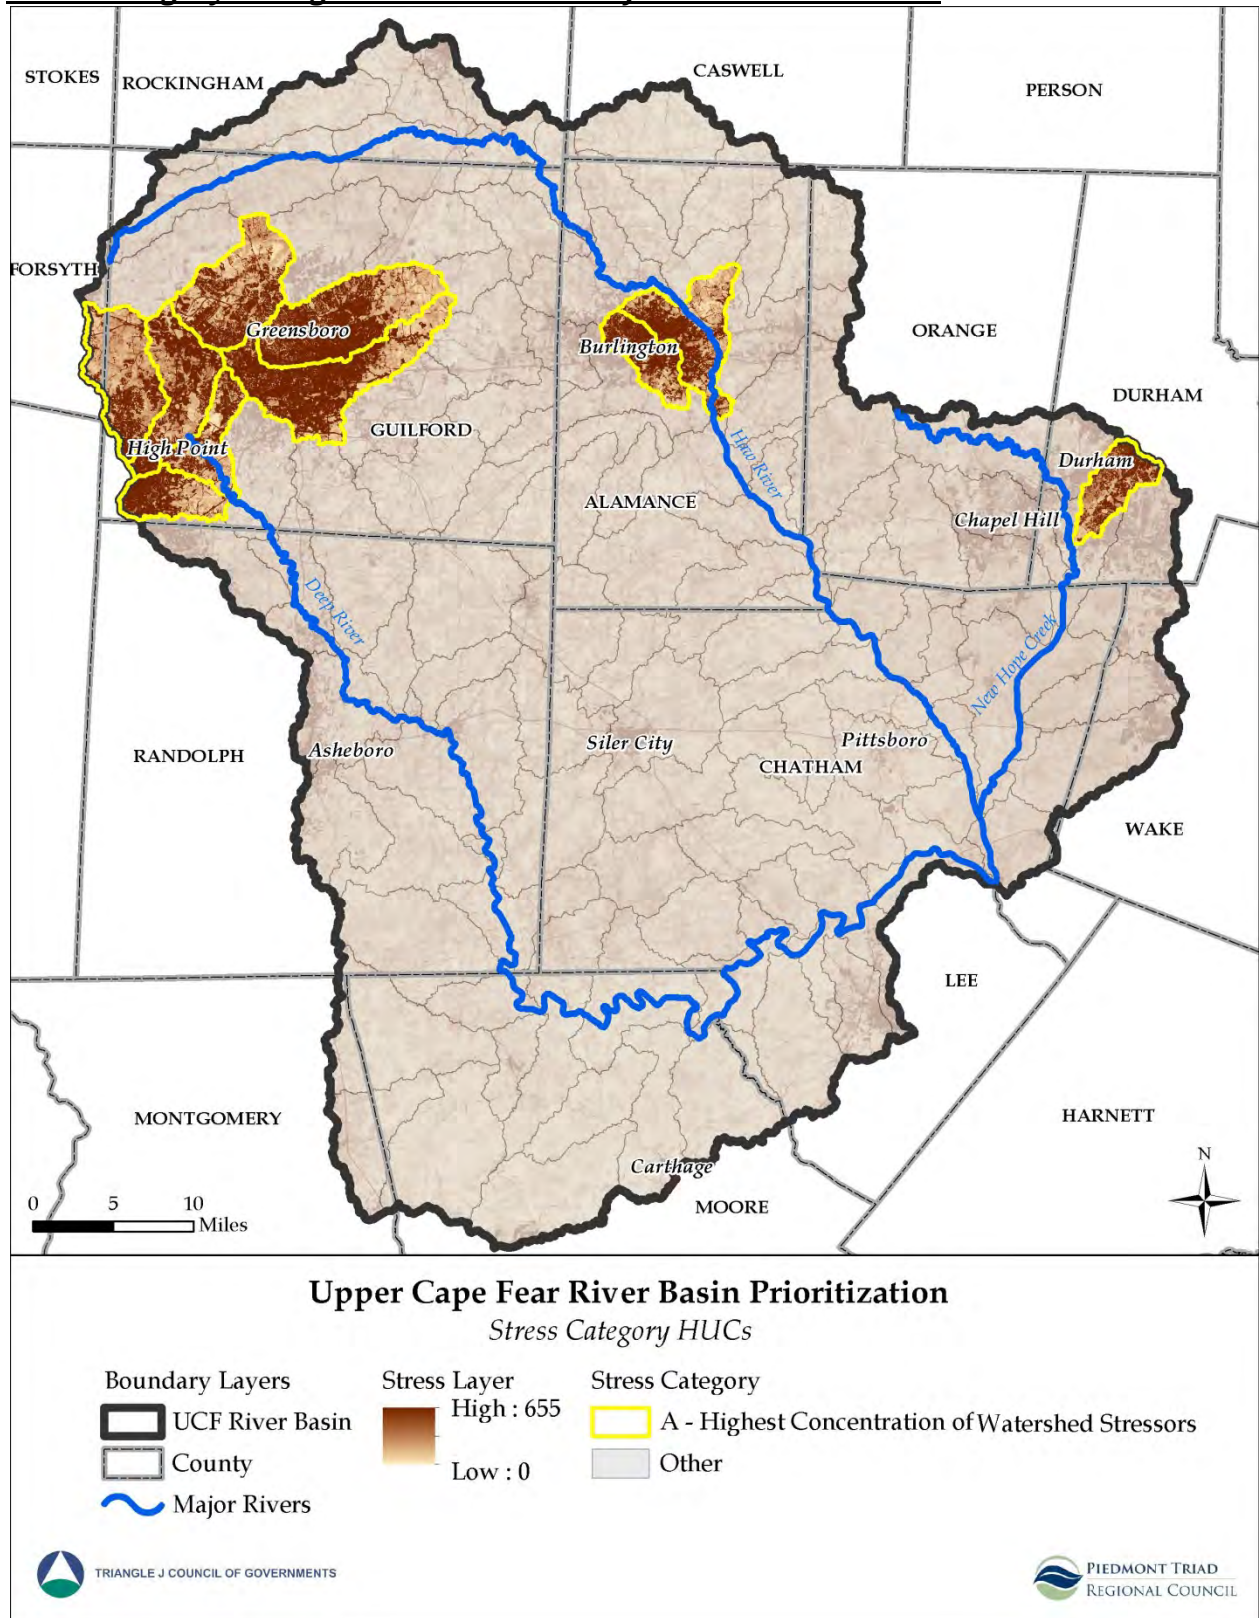 STOKES
ROCKINGHAM
CASWELL
PERSON
FORSYTH
Greensboro
Burlington
ORANGE
DURHAM
GUILFORD
High Point
Durham
Haw River
ALAMANCE
Chapel Hill
Deep River
New Hope Creek
RANDOLPH
Asheboro
Siler City
Pittsboro
CHATHAM
WAKE
LEE
MONTGOMERY
HARNETT
Carthage
MOORE
N
0 5 10
Miles
Upper Cape Fear River Basin Prioritization
Stress Category HUCs
Boundary Layers
UCF River Basin
County
Major Rivers
Stress Layer
High : 655
Low : 0
Stress Category
A - Highest Concentration of Watershed Stressors
Other
TRIANGLE J COUNCIL OF GOVERNMENTS
PIEDMONT TRIAD
REGIONAL COUNCIL